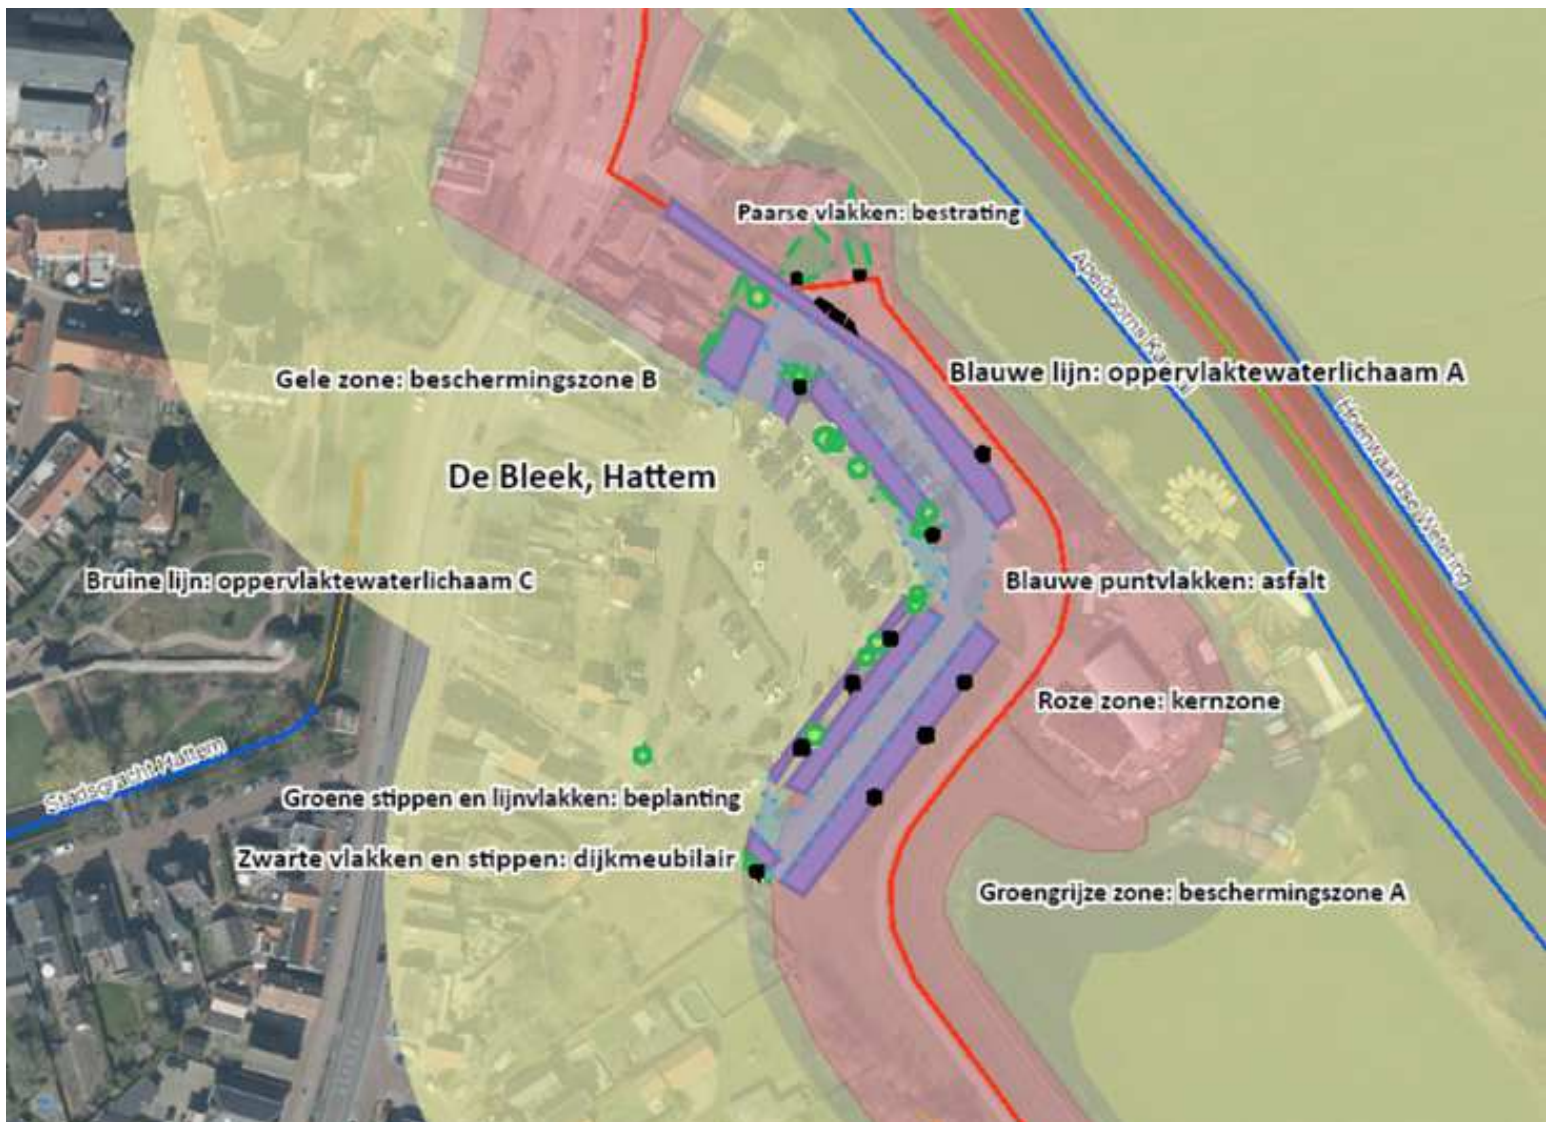 Paarse vlakken: bestrating
Apeldoorns Kanaal
Gele zone: beschermingszone B
Blauwe lijn: oppervlaktewaterlichaam A
Hoenwaardse Wetering
De Bleek, Hattem
Bruine lijn: oppervlaktewaterlichaam C
Blauwe puntvlakken: asfalt
Roze zone: kernzone
Stadsgracht Hattem
Groene stippen en lijnvlakken: beplanting
Zwarte vlakken en stippen: dijkmeubilair
Groengrijze zone: beschermingszone A